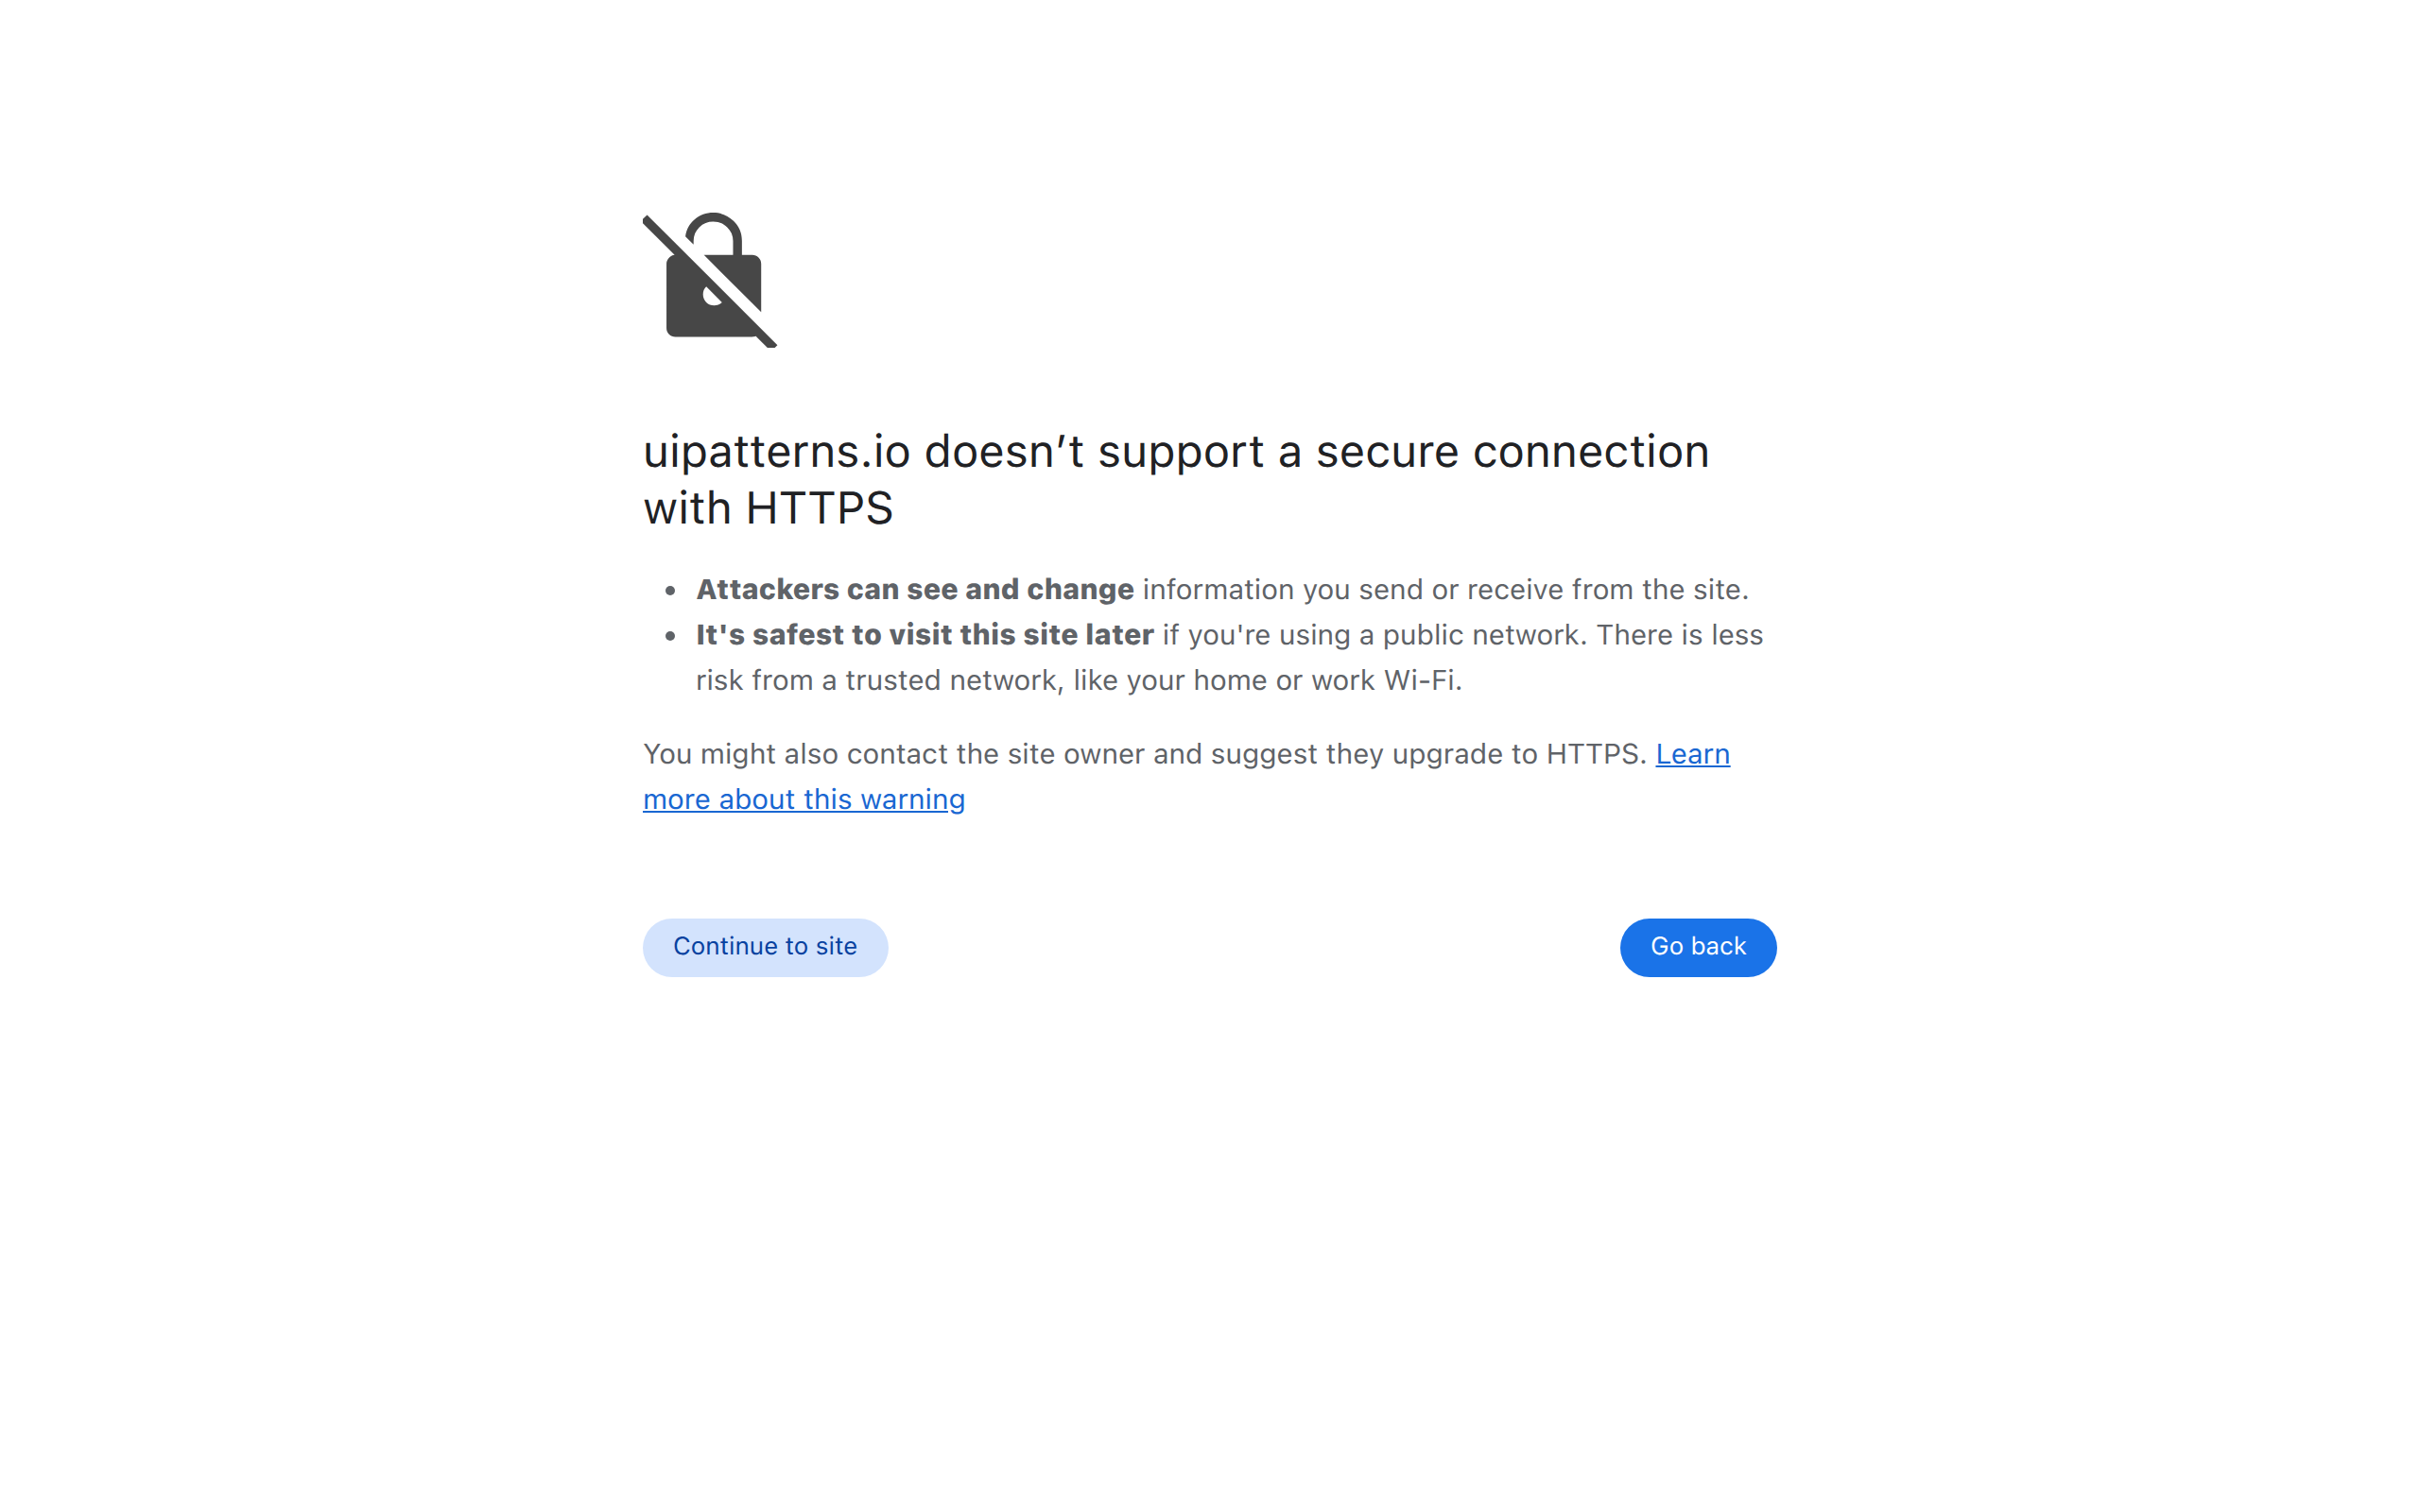 uipatterns.io doesn’t support a secure connection
with HTTPS
Attackers can see and change information you send or receive from the site.
It's safest to visit this site later if you're using a public network. There is less
risk from a trusted network, like your home or work Wi-Fi.
You might also contact the site owner and suggest they upgrade to HTTPS. Learn
more about this warning
Continue to site
Go back